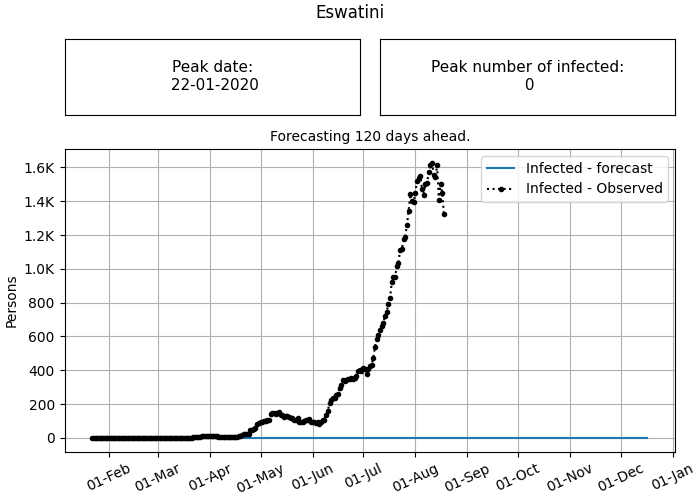 Eswatini
Peak date:
22-01-2020
Peak number of infected:
0
Forecasting 120 days ahead.
Infected - forecast
Infected - Observed
Persons
1.6K
1.4K
1.2K
1.0K
800
600
400
200
0
01-Feb
01-Mar
01-Apr
01-May
01-Jun
01-Jul
01-Aug
01-Sep
01-Oct
01-Nov
01-Dec
01-Jan